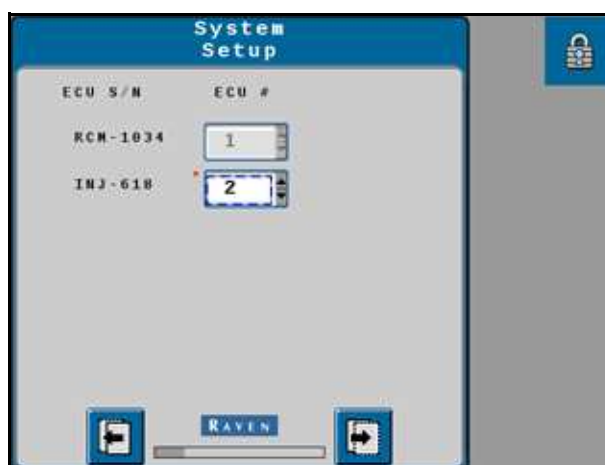 System
Setup
ECU S/N ECU #
RCM-1034 1
INJ-618 2
RAVEN